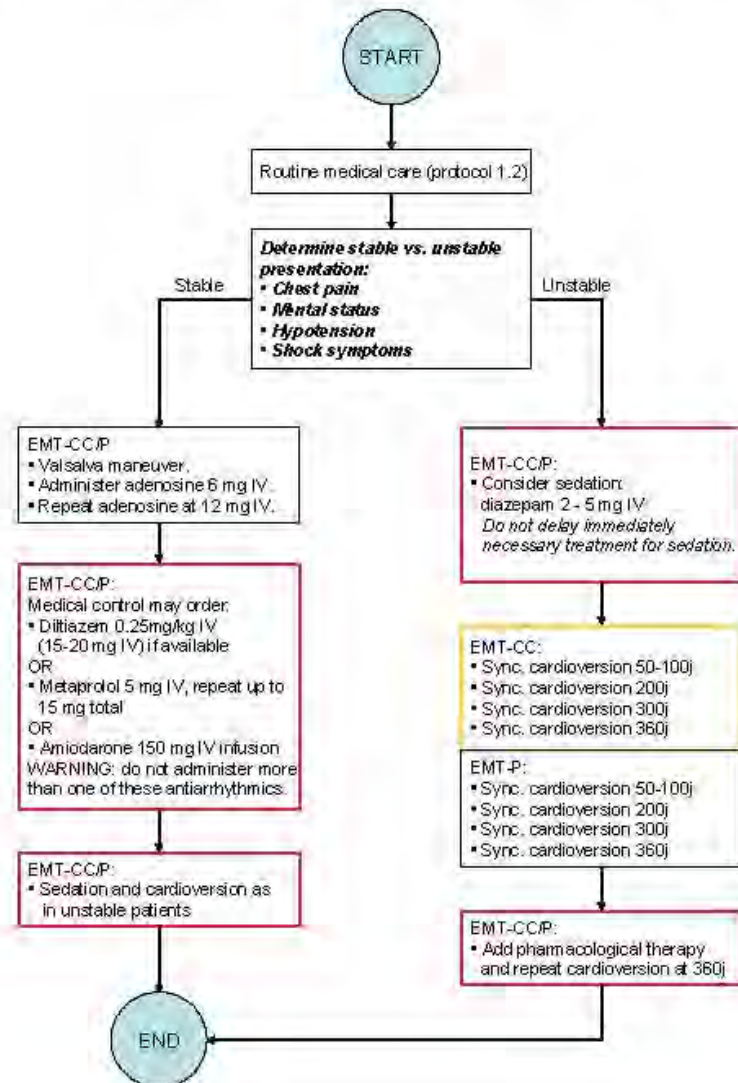 START
Routine medical care (protocol 1.2)
Determine stable vs. unstable
presentation:
▪ Chest pain
▪ Mental status
▪ Hypotension
▪ Shock symptoms
Stable
Unstable
EMT-CC/P
▪ Valsalva maneuver.
▪ Administer adenosine 6 mg IV.
▪ Repeat adenosine at 12 mg IV.
EMT-CC/P:
Medical control may order:
▪ Diltiazem 0.25mg/kg IV
(15-20 mg IV) if available
OR
▪ Metaprolol 5 mg IV, repeat up to
15 mg total
OR
▪ Amiodarone 150 mg IV infusion
WARNING: do not administer more
than one of these antiarrhythmics.
EMT-CC/P:
▪ Sedation and cardioversion as
in unstable patients
EMT-CC/P:
▪ Consider sedation:
diazepam 2 - 5 mg IV
Do not delay immediately
necessary treatment for sedation.
EMT-CC:
▪ Sync. cardioversion 50-100j
▪ Sync. cardioversion 200j
▪ Sync. cardioversion 300j
▪ Sync. cardioversion 360j
EMT-P:
▪ Sync. cardioversion 50-100j
▪ Sync. cardioversion 200j
▪ Sync. cardioversion 300j
▪ Sync. cardioversion 360j
EMT-CC/P:
▪ Add pharmacological therapy
and repeat cardioversion at 360j
END